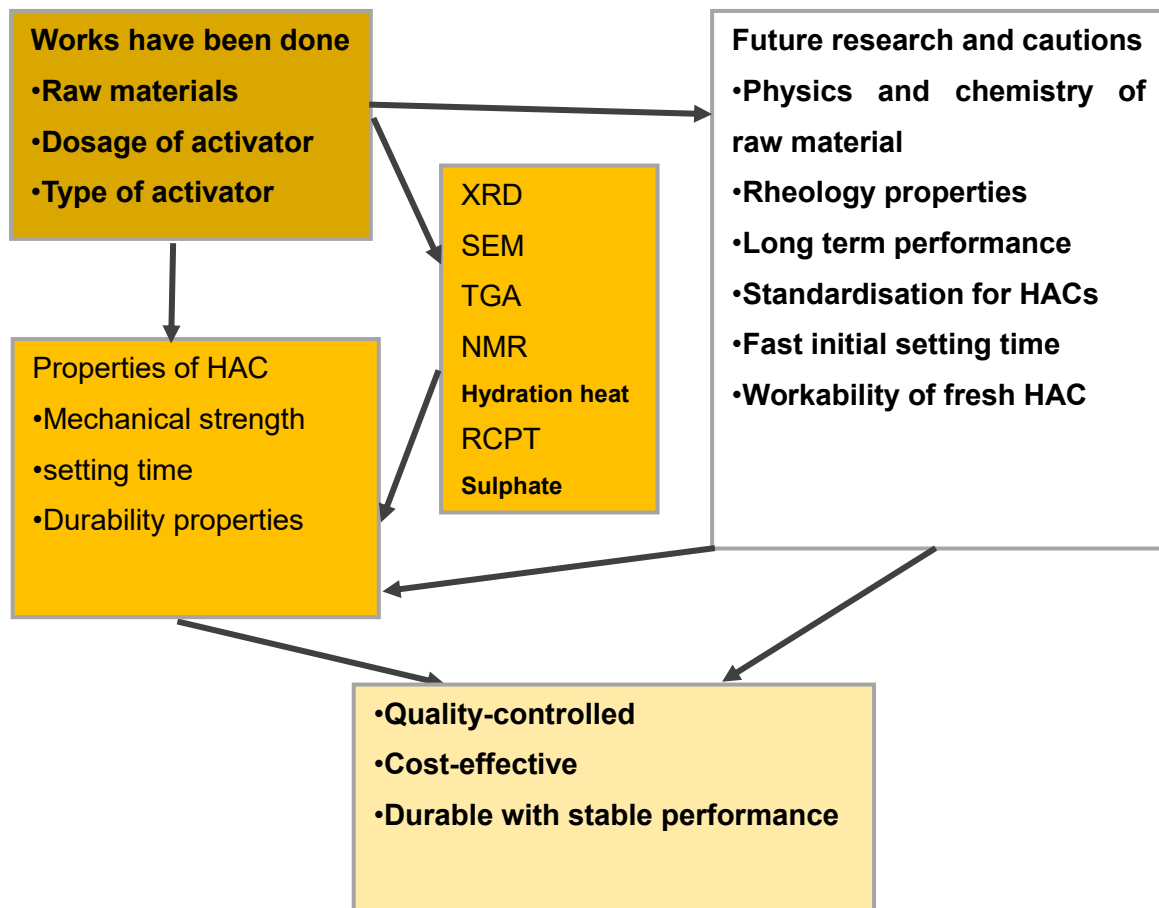 Works have been done
•Raw materials
•Dosage of activator
•Type of activator
Future research and cautions
•Physics and chemistry of
raw material
•Rheology properties
•Long term performance
•Standardisation for HACs
•Fast initial setting time
•Workability of fresh HAC
XRD
SEM
TGA
NMR
Hydration heat
RCPT
Sulphate
Properties of HAC
•Mechanical strength
•setting time
•Durability properties
•Quality-controlled
•Cost-effective
•Durable with stable performance